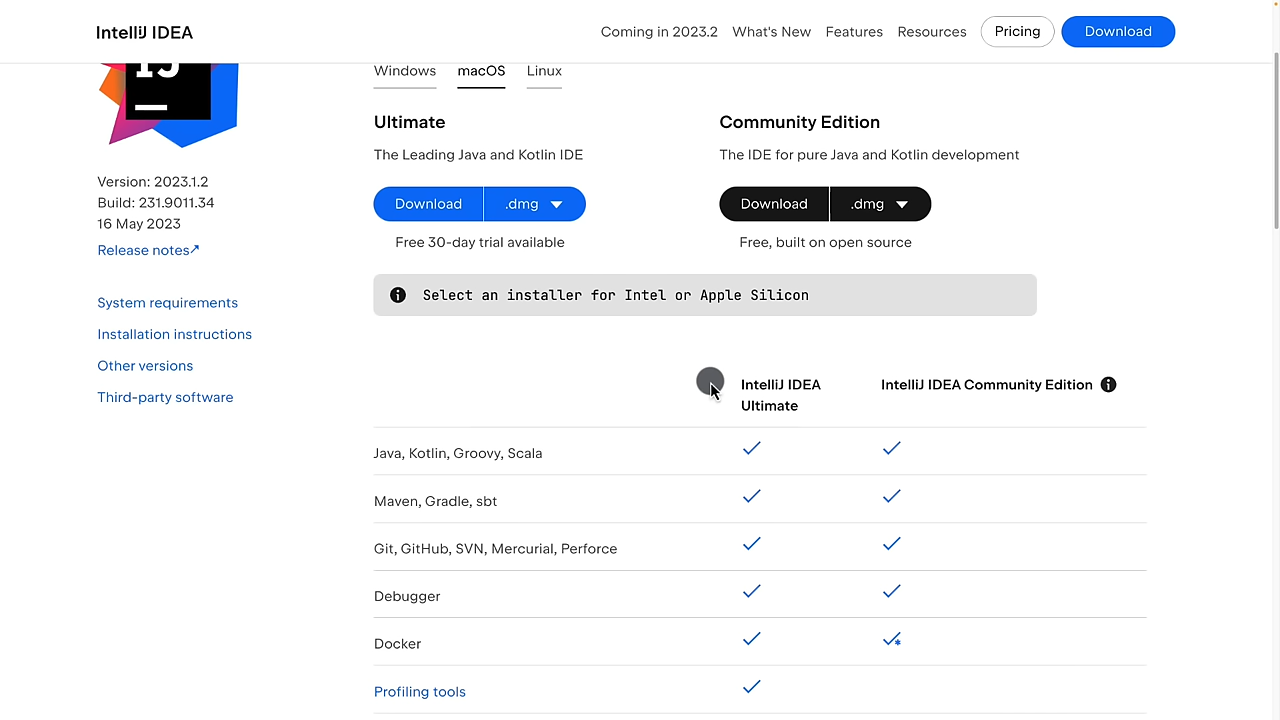 IntelliJ IDEA
Coming in 2023.2 What's New Features Resources Pricing Download
IJ
Windows macOS Linux
Ultimate
The Leading Java and Kotlin IDE
Download .dmg
Free 30-day trial available
Community Edition
The IDE for pure Java and Kotlin development
Download .dmg
Free, built on open source
Version: 2023.1.2
Build: 231.9011.34
16 May 2023
Release notes↗
System requirements
Installation instructions
Other versions
Third-party software
Select an installer for Intel or Apple Silicon
IntelliJ IDEA
Ultimate
IntelliJ IDEA Community Edition
Java, Kotlin, Groovy, Scala
Maven, Gradle, sbt
Git, GitHub, SVN, Mercurial, Perforce
Debugger
Docker
Profiling tools